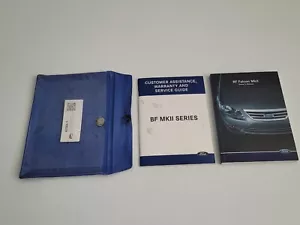 CUSTOMER ASSISTANCE,
WARRANTY AND
SERVICE GUIDE
BF MKII SERIES
BF Falcon MkII